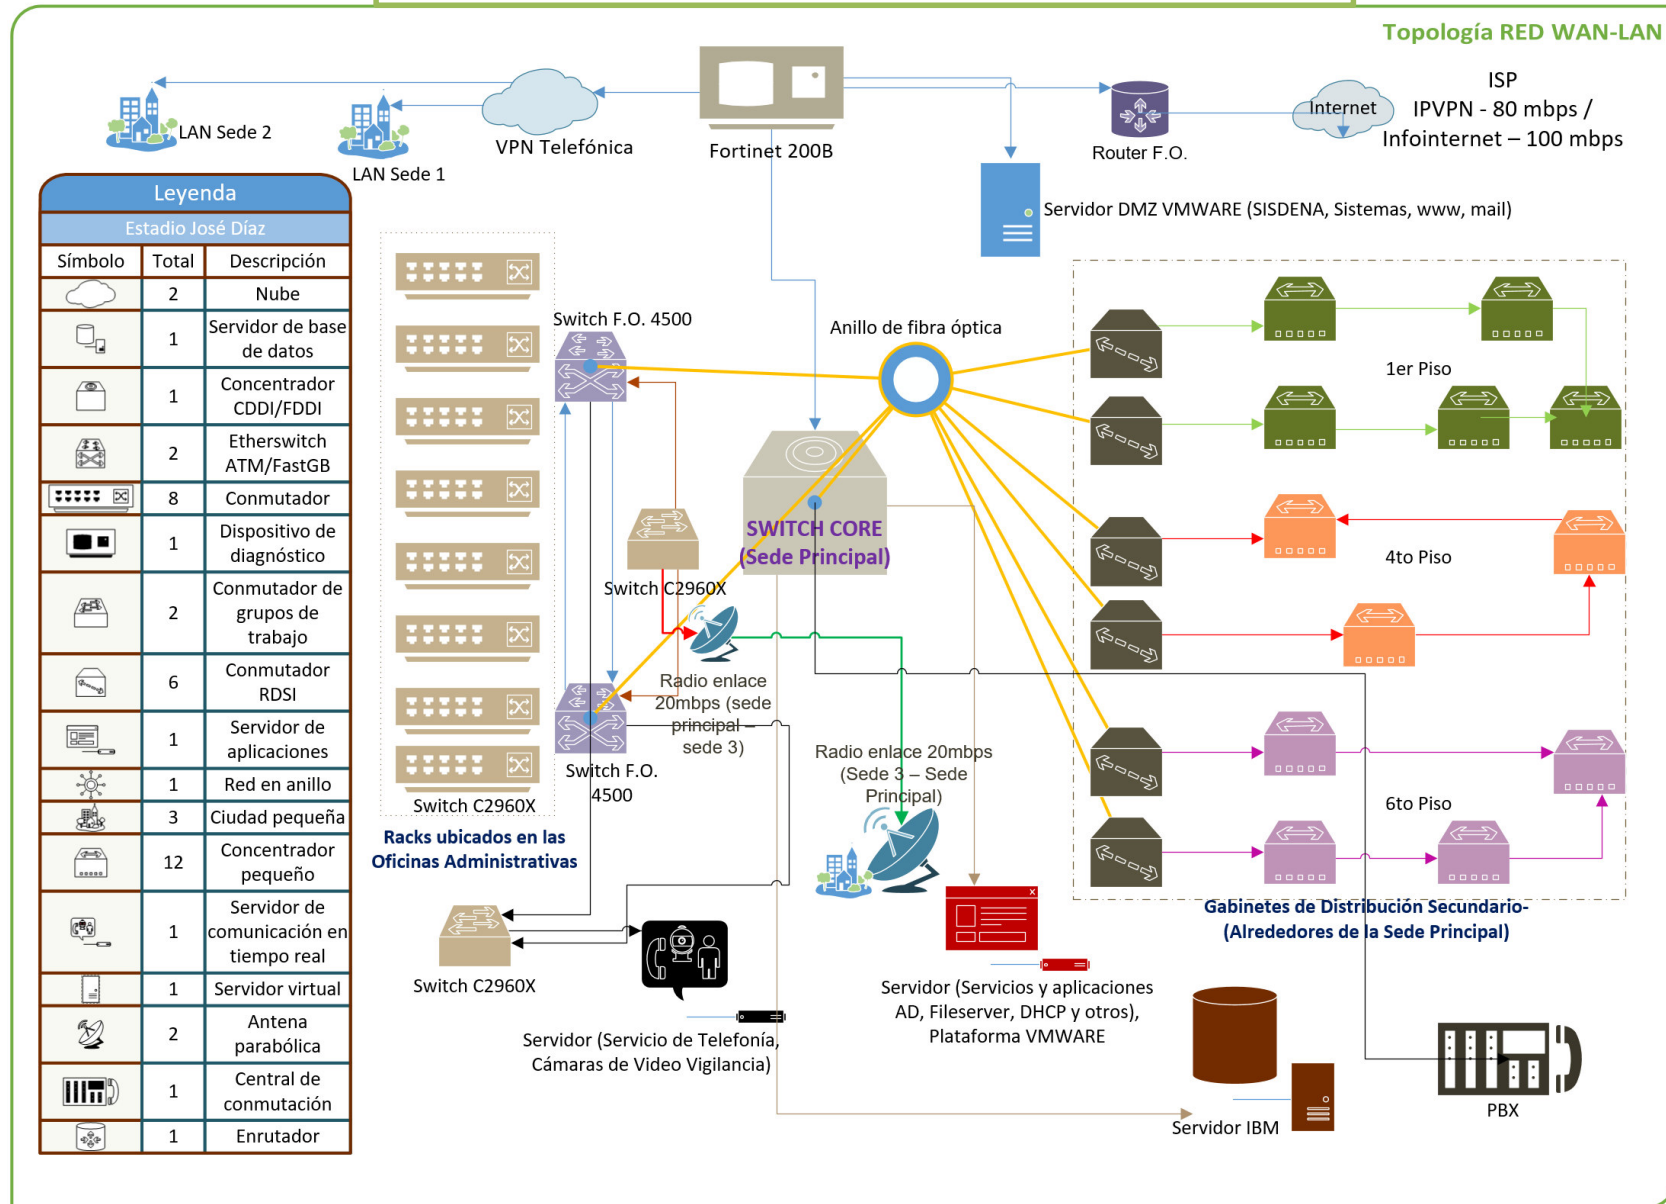 Topología RED WAN-LAN
ISP
IPVPN - 80 mbps /
Infointernet – 100 mbps
Internet
Router F.O.
Fortinet 200B
VPN Telefónica
LAN Sede 2
LAN Sede 1
Servidor DMZ VMWARE (SISDENA, Sistemas, www, mail)
Leyenda
Estadio José Díaz
Símbolo Total Descripción
2 Nube
1 Servidor de base
de datos
1 Concentrador
CDDI/FDDI
2 Etherswitch
ATM/FastGB
8 Conmutador
1 Dispositivo de
diagnóstico
2 Conmutador de
grupos de
trabajo
6 Conmutador
RDSI
1 Servidor de
aplicaciones
1 Red en anillo
3 Ciudad pequeña
12 Concentrador
pequeño
1 Servidor de
comunicación en
tiempo real
1 Servidor virtual
2 Antena
parabólica
1 Central de
conmutación
1 Enrutador
Switch F.O. 4500
Anillo de fibra óptica
SWITCH CORE
(Sede Principal)
Switch C2960X
Radio enlace
20mbps (sede
principal –
sede 3)
Switch F.O.
4500
Switch C2960X
Racks ubicados en las
Oficinas Administrativas
Radio enlace 20mbps
(Sede 3 – Sede
Principal)
1er Piso
4to Piso
6to Piso
Gabinetes de Distribución Secundario-
(Alrededores de la Sede Principal)
Switch C2960X
Servidor (Servicio de Telefonía,
Cámaras de Video Vigilancia)
Servidor (Servicios y aplicaciones
AD, Fileserver, DHCP y otros),
Plataforma VMWARE
Servidor IBM
PBX